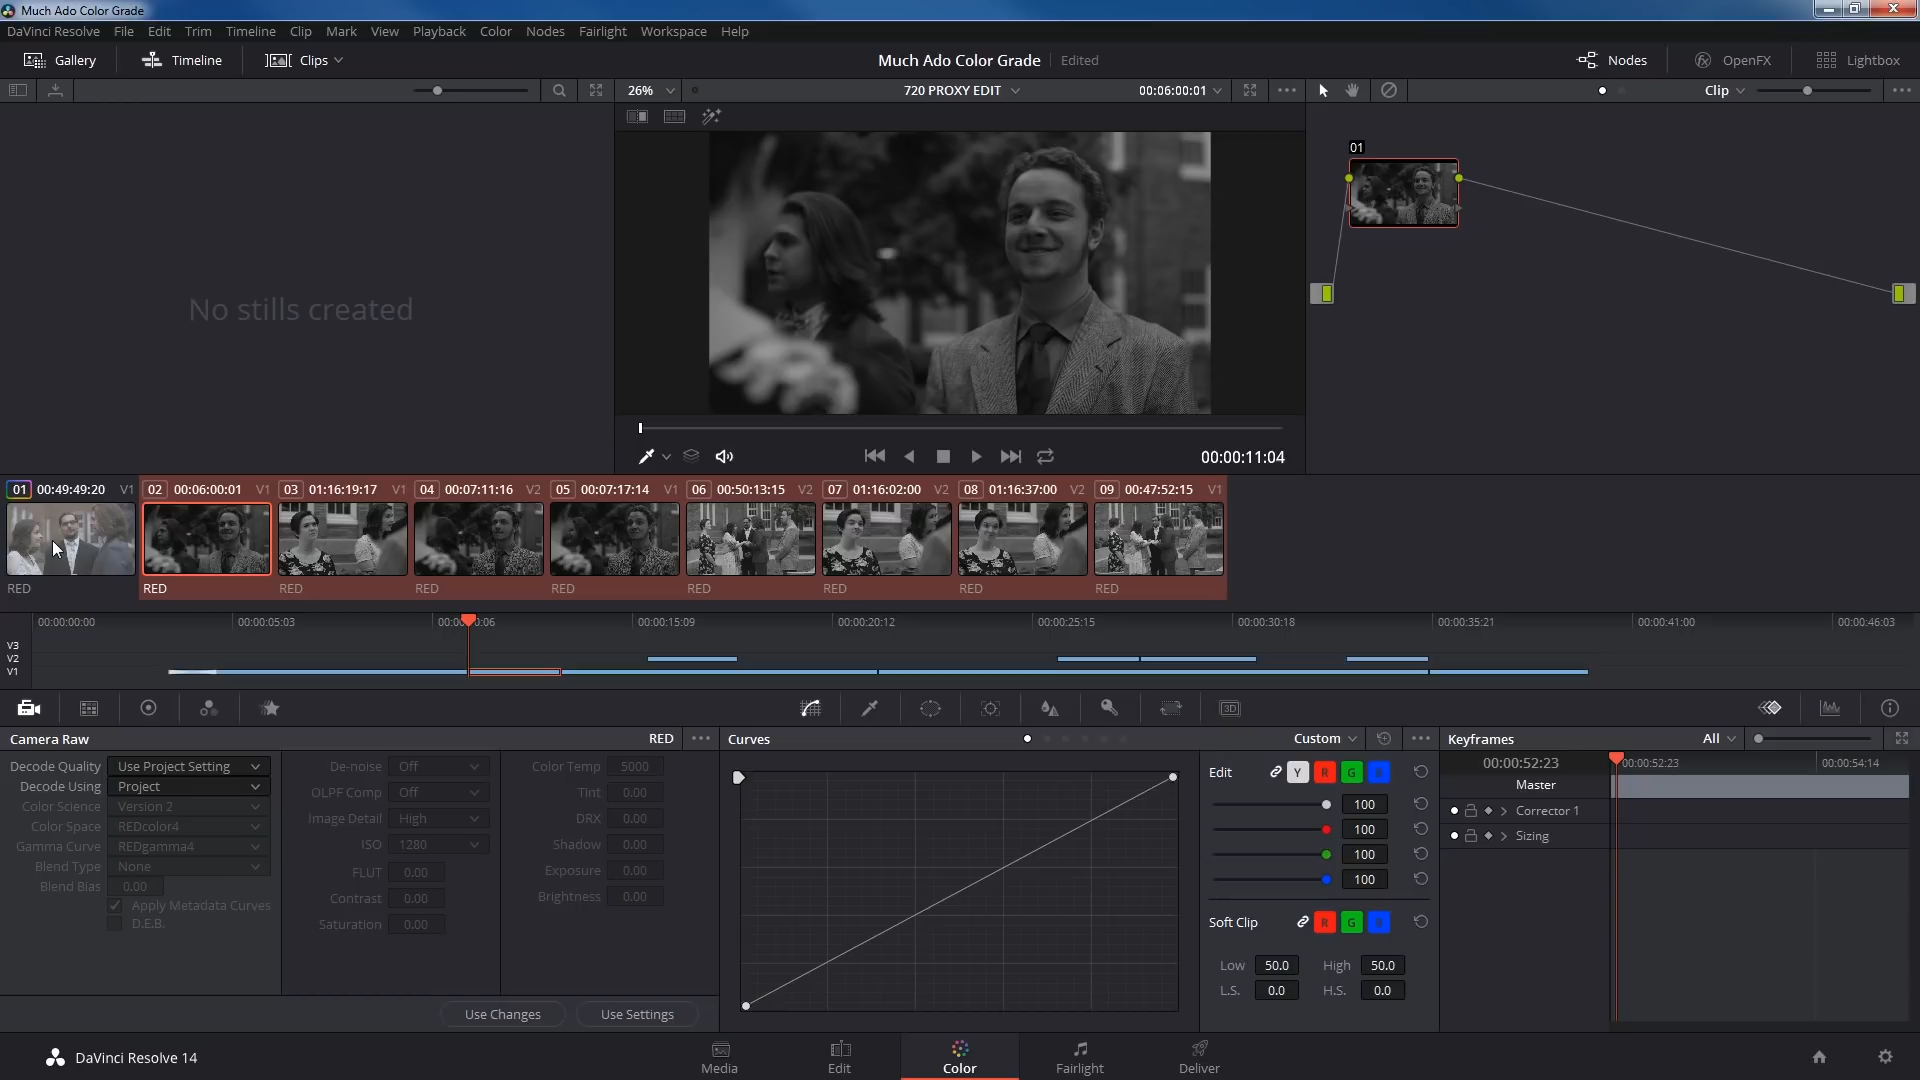 Much Ado Color Grade
DaVinci Resolve File Edit Trim Timeline Clip Mark View Playback Color Nodes Fairlight Workspace Help
Gallery Timeline Clips Much Ado Color Grade Edited Nodes OpenFX Lightbox
26% 720 PROXY EDIT 00:06:00:01 Clip
01
No stills created
00:00:11:04
01 00:49:49:20 V1 02 00:06:00:01 V1 03 01:16:19:17 V1 04 00:07:11:16 V2 05 00:07:17:14 V1 06 00:50:13:15 V2 07 01:16:02:00 V2 08 01:16:37:00 V2 09 00:47:52:15 V1
RED RED RED RED RED RED RED RED RED
00:00:00:00 00:00:05:03 00:00:10:06 00:00:15:09 00:00:20:12 00:00:25:15 00:00:30:18 00:00:35:21 00:00:41:00 00:00:46:03
V3
V2
V1
3D
Camera Raw RED Curves Custom Keyframes All
Decode Quality Use Project Setting
Decode Using Project
Color Science Version 2
Color Space REDcolor4
Gamma Curve REDgamma4
Blend Type None
Blend Bias 0.00
Apply Metadata Curves
D.E.B.
De-noise Off
OLPF Comp Off
Image Detail High
ISO 1280
FLUT 0.00
Contrast 0.00
Saturation 0.00
Color Temp 5000
Tint 0.00
DRX 0.00
Shadow 0.00
Exposure 0.00
Brightness 0.00
Use Changes Use Settings
Edit Y R G B
100
100
100
100
Soft Clip R G B
Low 50.0 High 50.0
L.S. 0.0 H.S. 0.0
00:00:52:23 00:00:52:23 00:00:54:14
Master
Corrector 1
Sizing
DaVinci Resolve 14 Media Edit Color Fairlight Deliver